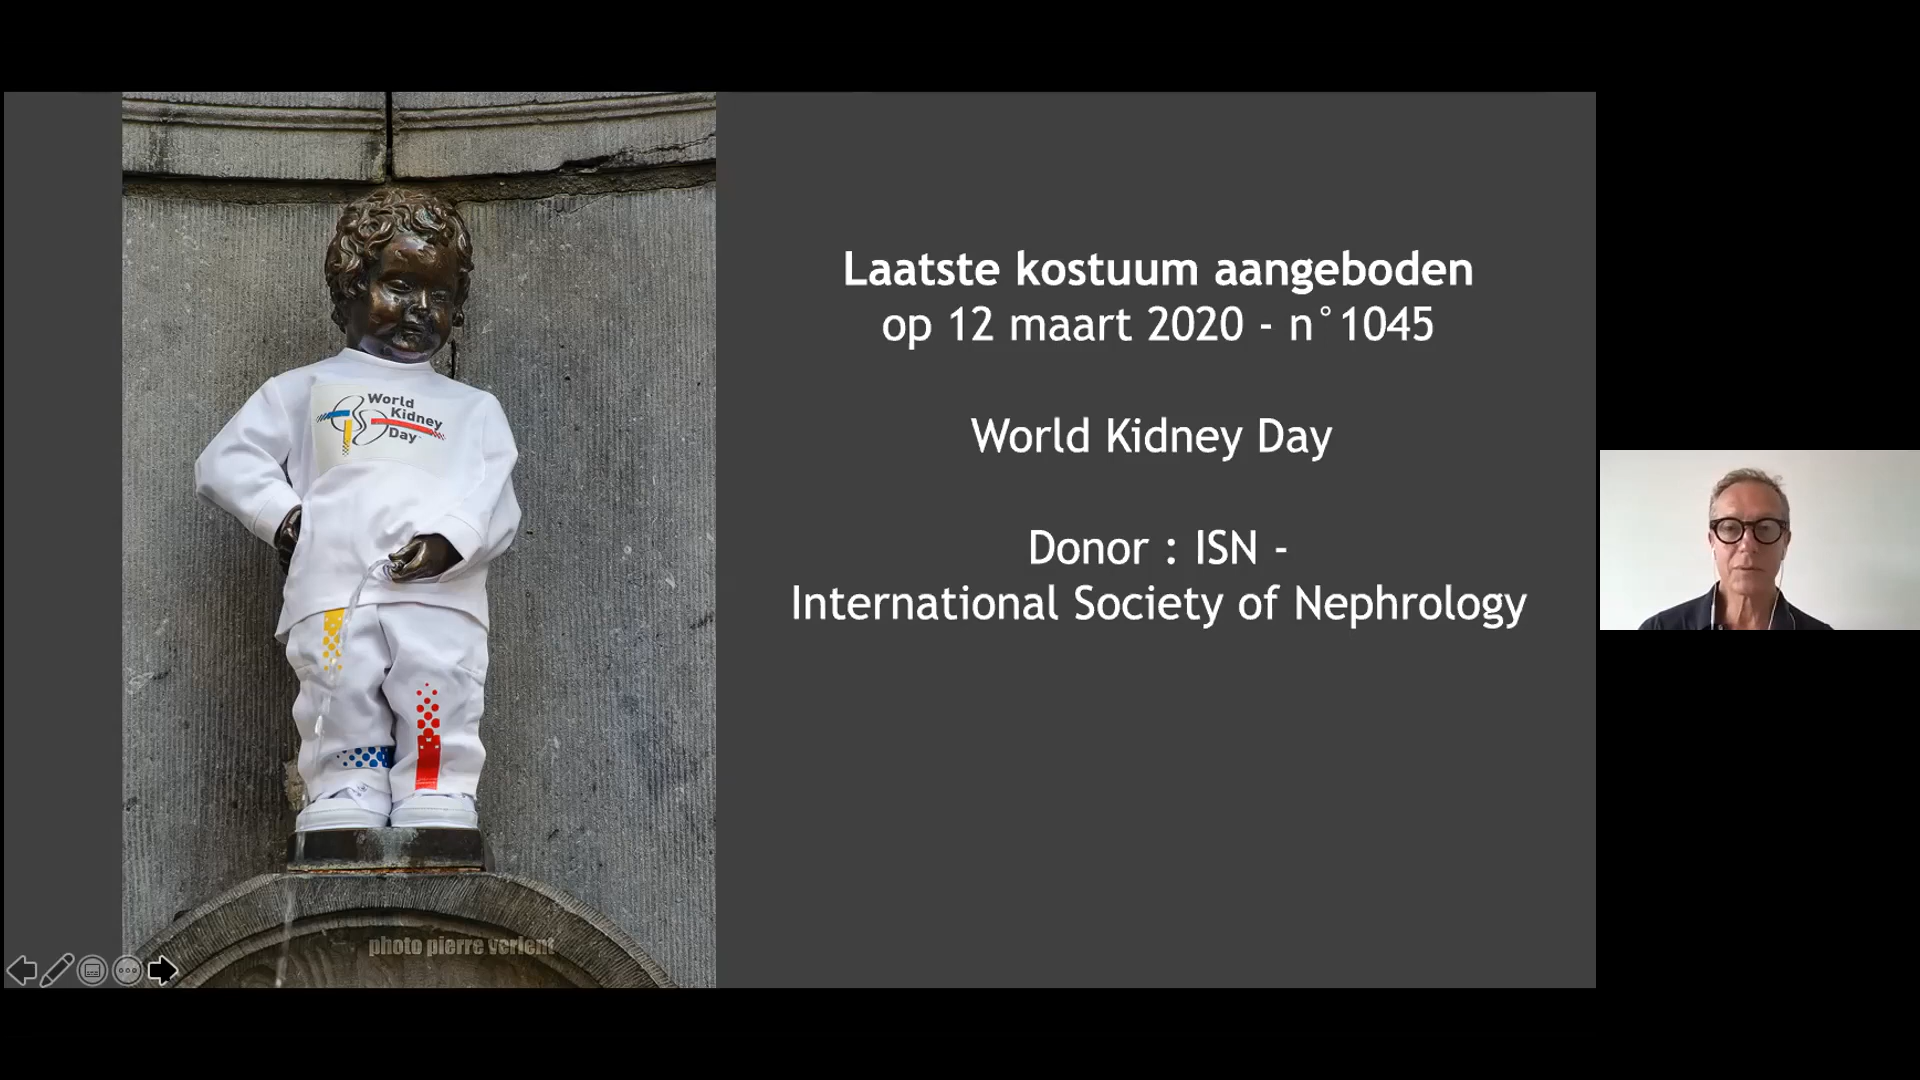 Laatste kostuum aangeboden
op 12 maart 2020 - n°1045
World Kidney Day
Donor : ISN -
International Society of Nephrology
World
Kidney
Day
photo pierre verlent